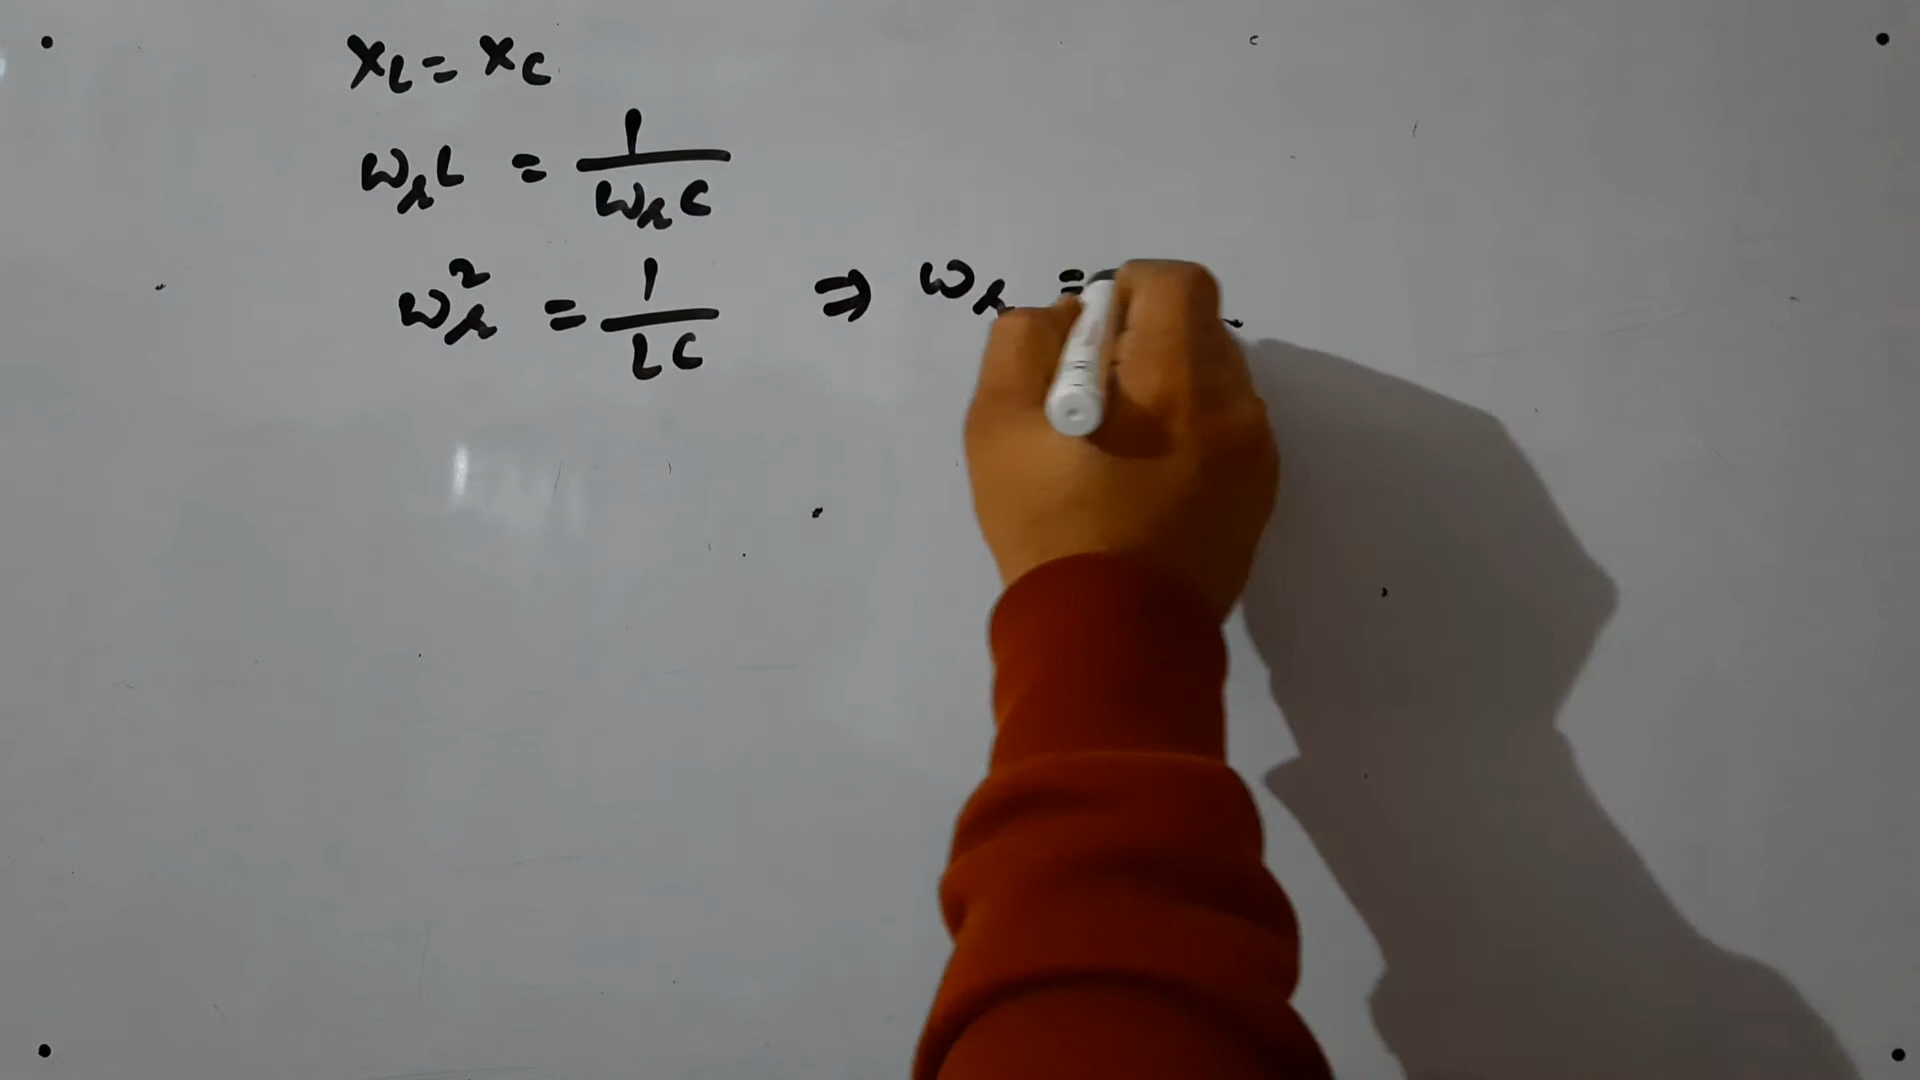 X_L = X_C
ω_r L = 1/(ω_r C)
ω_r² = 1/(LC) ⇒ ω_r =